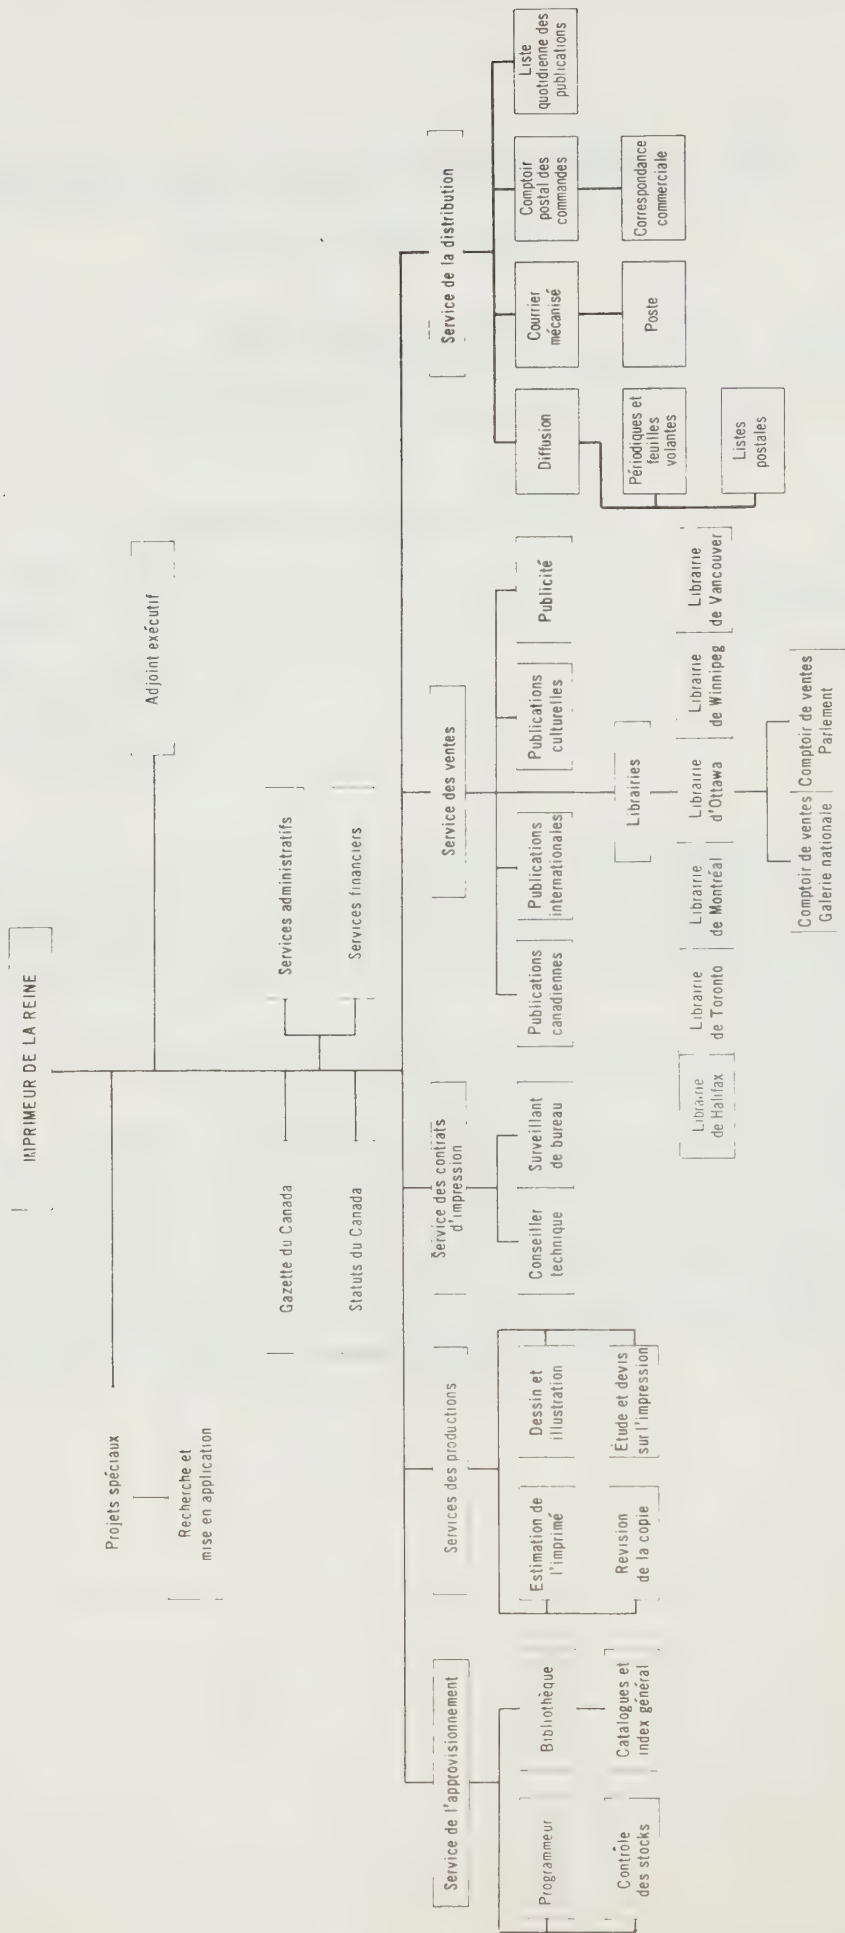 IMPRIMEUR DE LA REINE
Projets spéciaux
Adjoint exécutif
Recherche et
mise en application
Gazette du Canada
Services administratifs
Statuts du Canada
Services financiers
Service de l'approvisionnement
Services des productions
Service des contrats
d'impression
Service des ventes
Service de la distribution
Programmeur
Bibliothèque
Estimation de
l'imprimé
Dessin et
illustration
Conseiller
technique
Surveillant
de bureau
Publications
canadiennes
Publications
internationales
Publications
culturelles
Publicité
Diffusion
Courrier
mécanisé
Comptoir
postal des
commandes
Liste
quotidienne des
publications
Contrôle
des stocks
Catalogues et
index général
Revision
de la copie
Etude et devis
sur l'impression
Librairies
Périodiques et
feuilles
volantes
Poste
Correspondance
commerciale
Librairie
de Halifax
Librairie
de Toronto
Librairie
de Montréal
Librairie
d'Ottawa
Librairie
de Winnipeg
Librairie
de Vancouver
Listes
postales
Comptoir de ventes
Galerie nationale
Comptoir de ventes
Parlement